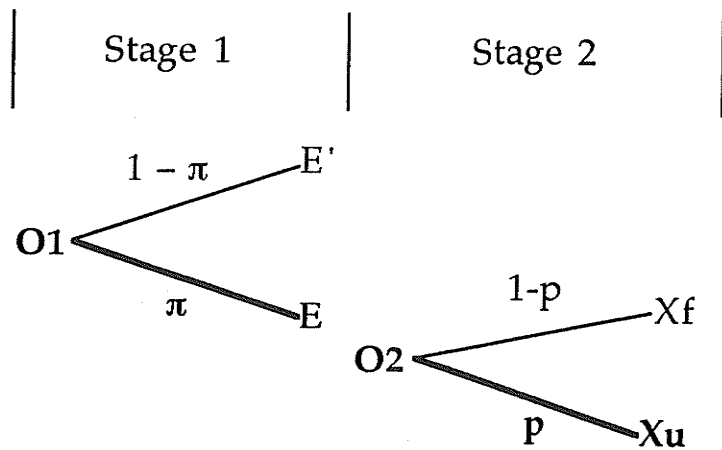 Stage 1
Stage 2
1 – π
E'
O1
π
E
1-p
Xf
O2
p
Xu